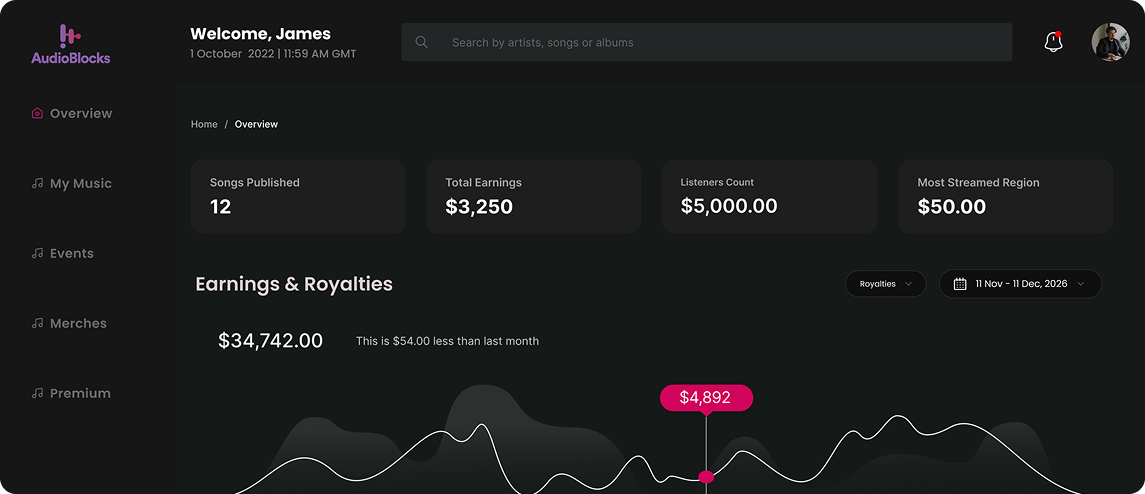 AudioBlocks
Welcome, James
1 October 2022 | 11:59 AM GMT
Search by artists, songs or albums
Overview
My Music
Events
Merches
Premium
Home / Overview
Songs Published
12
Total Earnings
$3,250
Listeners Count
$5,000.00
Most Streamed Region
$50.00
Earnings & Royalties
Royalties
11 Nov - 11 Dec, 2026
$34,742.00
This is $54.00 less than last month
$4,892